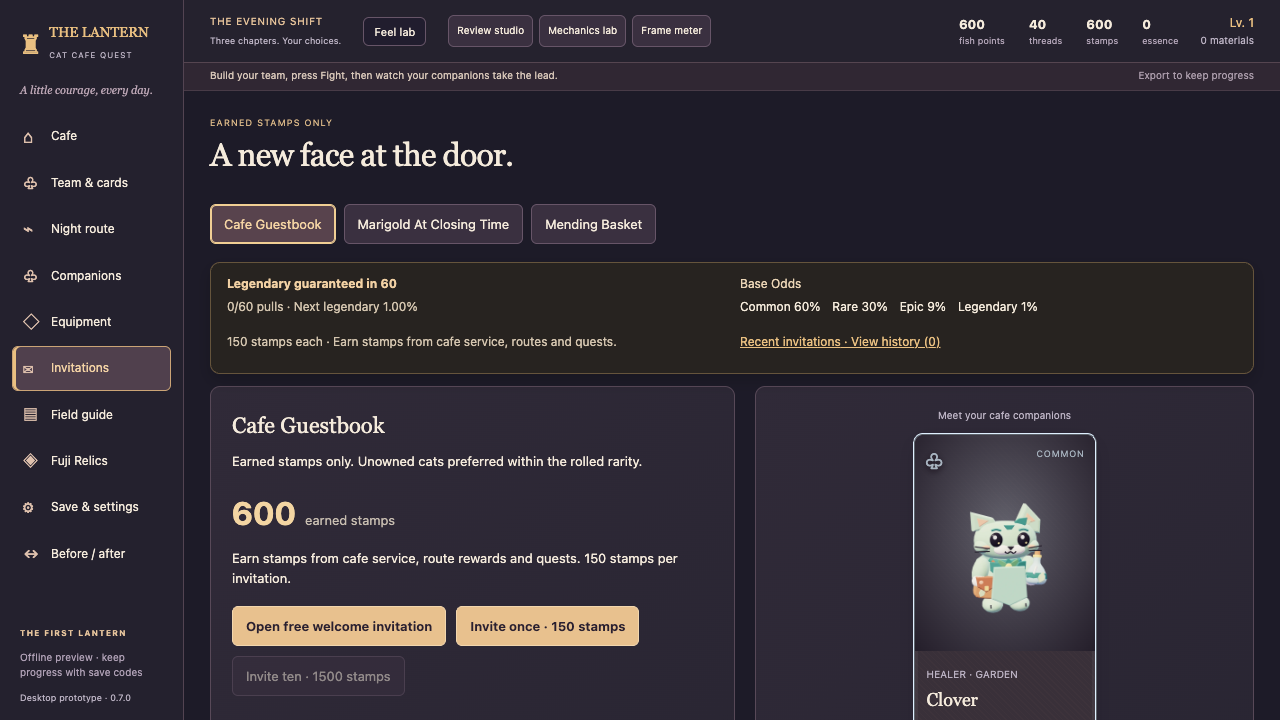 THE LANTERN
CAT CAFE QUEST
A little courage, every day.
Cafe
Team & cards
Night route
Companions
Equipment
Invitations
Field guide
Fuji Relics
Save & settings
Before / after
THE FIRST LANTERN
Offline preview · keep
progress with save codes
Desktop prototype · 0.7.0
THE EVENING SHIFT
Three chapters. Your choices.
Feel lab
Review studio
Mechanics lab
Frame meter
600
fish points
40
threads
600
stamps
0
essence
Lv. 1
0 materials
Build your team, press Fight, then watch your companions take the lead.
Export to keep progress
EARNED STAMPS ONLY
A new face at the door.
Cafe Guestbook
Marigold At Closing Time
Mending Basket
Legendary guaranteed in 60
0/60 pulls · Next legendary 1.00%
150 stamps each · Earn stamps from cafe service, routes and quests.
Base Odds
Common 60% Rare 30% Epic 9% Legendary 1%
Recent invitations · View history (0)
Cafe Guestbook
Earned stamps only. Unowned cats preferred within the rolled rarity.
600 earned stamps
Earn stamps from cafe service, route rewards and quests. 150 stamps per
invitation.
Open free welcome invitation
Invite once · 150 stamps
Invite ten · 1500 stamps
Meet your cafe companions
COMMON
HEALER · GARDEN
Clover